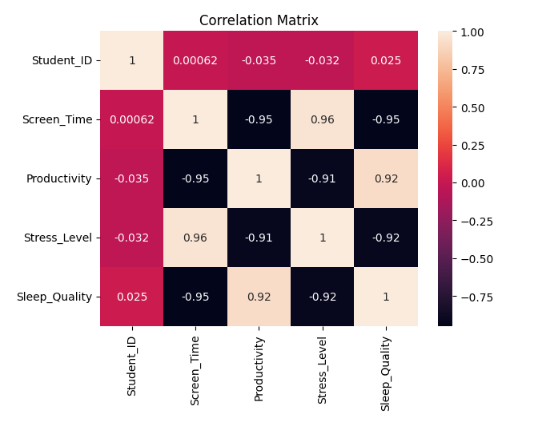 Correlation Matrix
Student_ID 1 0.00062 -0.035 -0.032 0.025
Screen_Time 0.00062 1 -0.95 0.96 -0.95
Productivity -0.035 -0.95 1 -0.91 0.92
Stress_Level -0.032 0.96 -0.91 1 -0.92
Sleep_Quality 0.025 -0.95 0.92 -0.92 1
Student_ID Screen_Time Productivity Stress_Level Sleep_Quality
1.00
0.75
0.50
0.25
0.00
−0.25
−0.50
−0.75